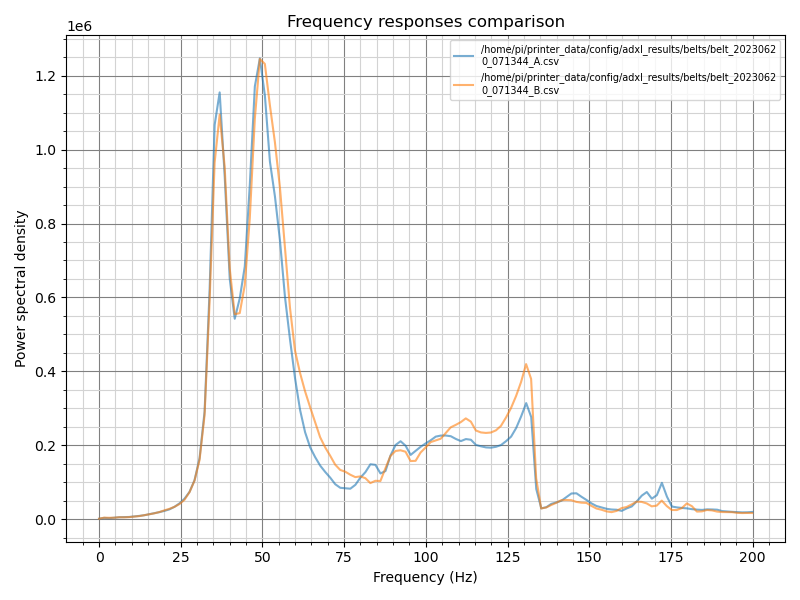 Frequency responses comparison
1e6
/home/pi/printer_data/config/adxl_results/belts/belt_2023062
0_071344_A.csv
/home/pi/printer_data/config/adxl_results/belts/belt_2023062
0_071344_B.csv
1.2
1.0
0.8
0.6
0.4
0.2
0.0
Power spectral density
0 25 50 75 100 125 150 175 200
Frequency (Hz)